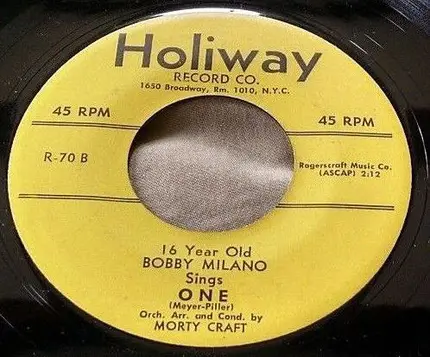 Holiway
RECORD CO.
1650 Broadway, Rm. 1010, N.Y.C.
45 RPM
45 RPM
R-70 B
Rogerscraft Music Co.
(ASCAP) 2:12
16 Year Old
BOBBY MILANO
Sings
ONE
(Meyer-Piller)
Orch. Arr. and Cond. by
MORTY CRAFT